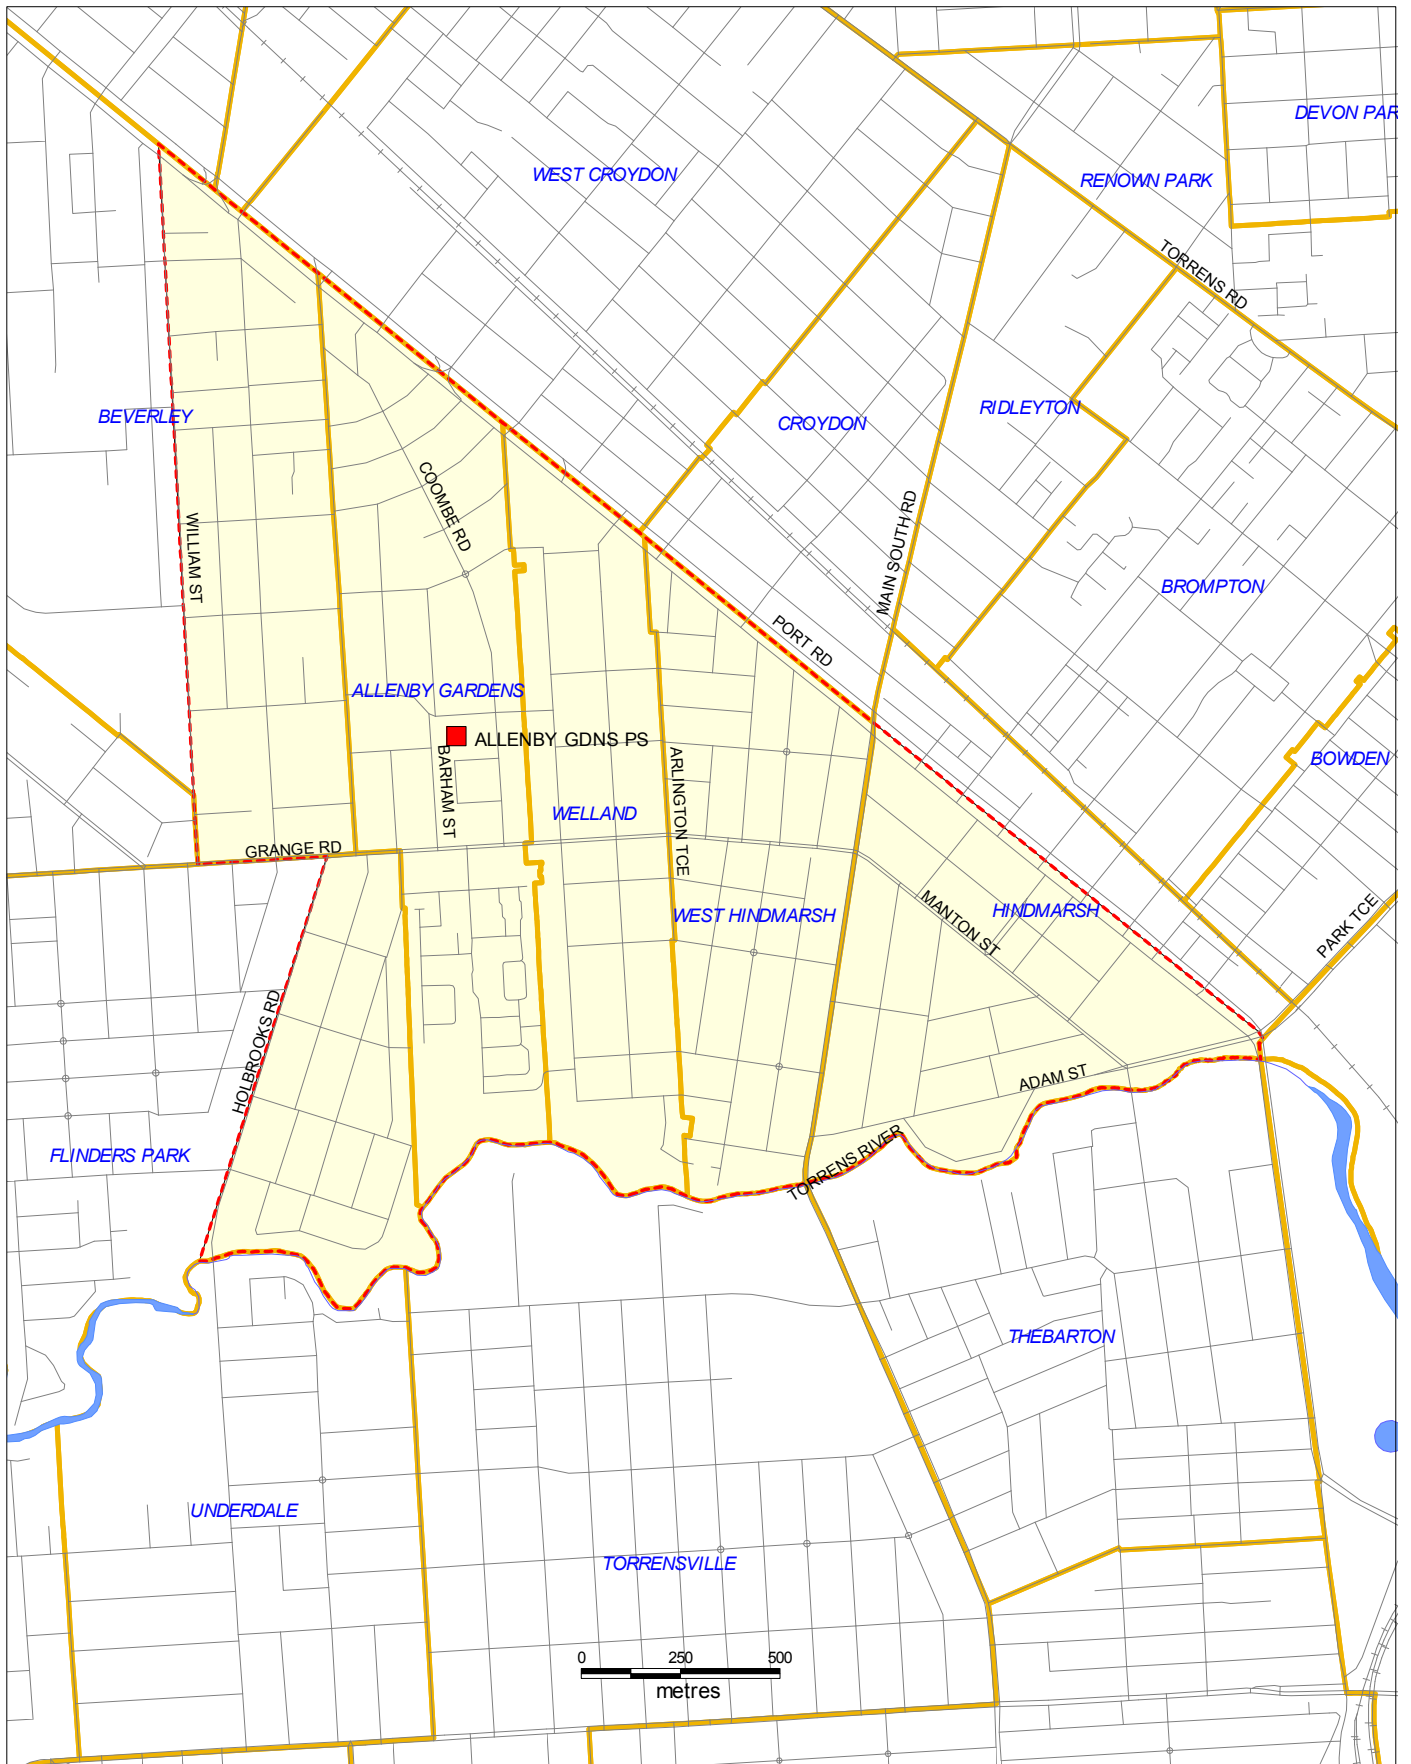 DEVON PAR
WEST CROYDON
RENOWN PARK
TORRENS RD
BEVERLEY
CROYDON
RIDLEYTON
COOMBE RD
WILLIAM ST
MAIN SOUTH RD
BROMPTON
PORT RD
ALLENBY GARDENS
ALLENBY GDNS PS
BARHAM ST
ARLINGTON TCE
BOWDEN
WELLAND
GRANGE RD
WEST HINDMARSH
MANTON ST
HINDMARSH
PARK TCE
HOLBROOKS RD
ADAM ST
FLINDERS PARK
TORRENS RIVER
THEBARTON
UNDERDALE
TORRENSVILLE
0 250 500
metres